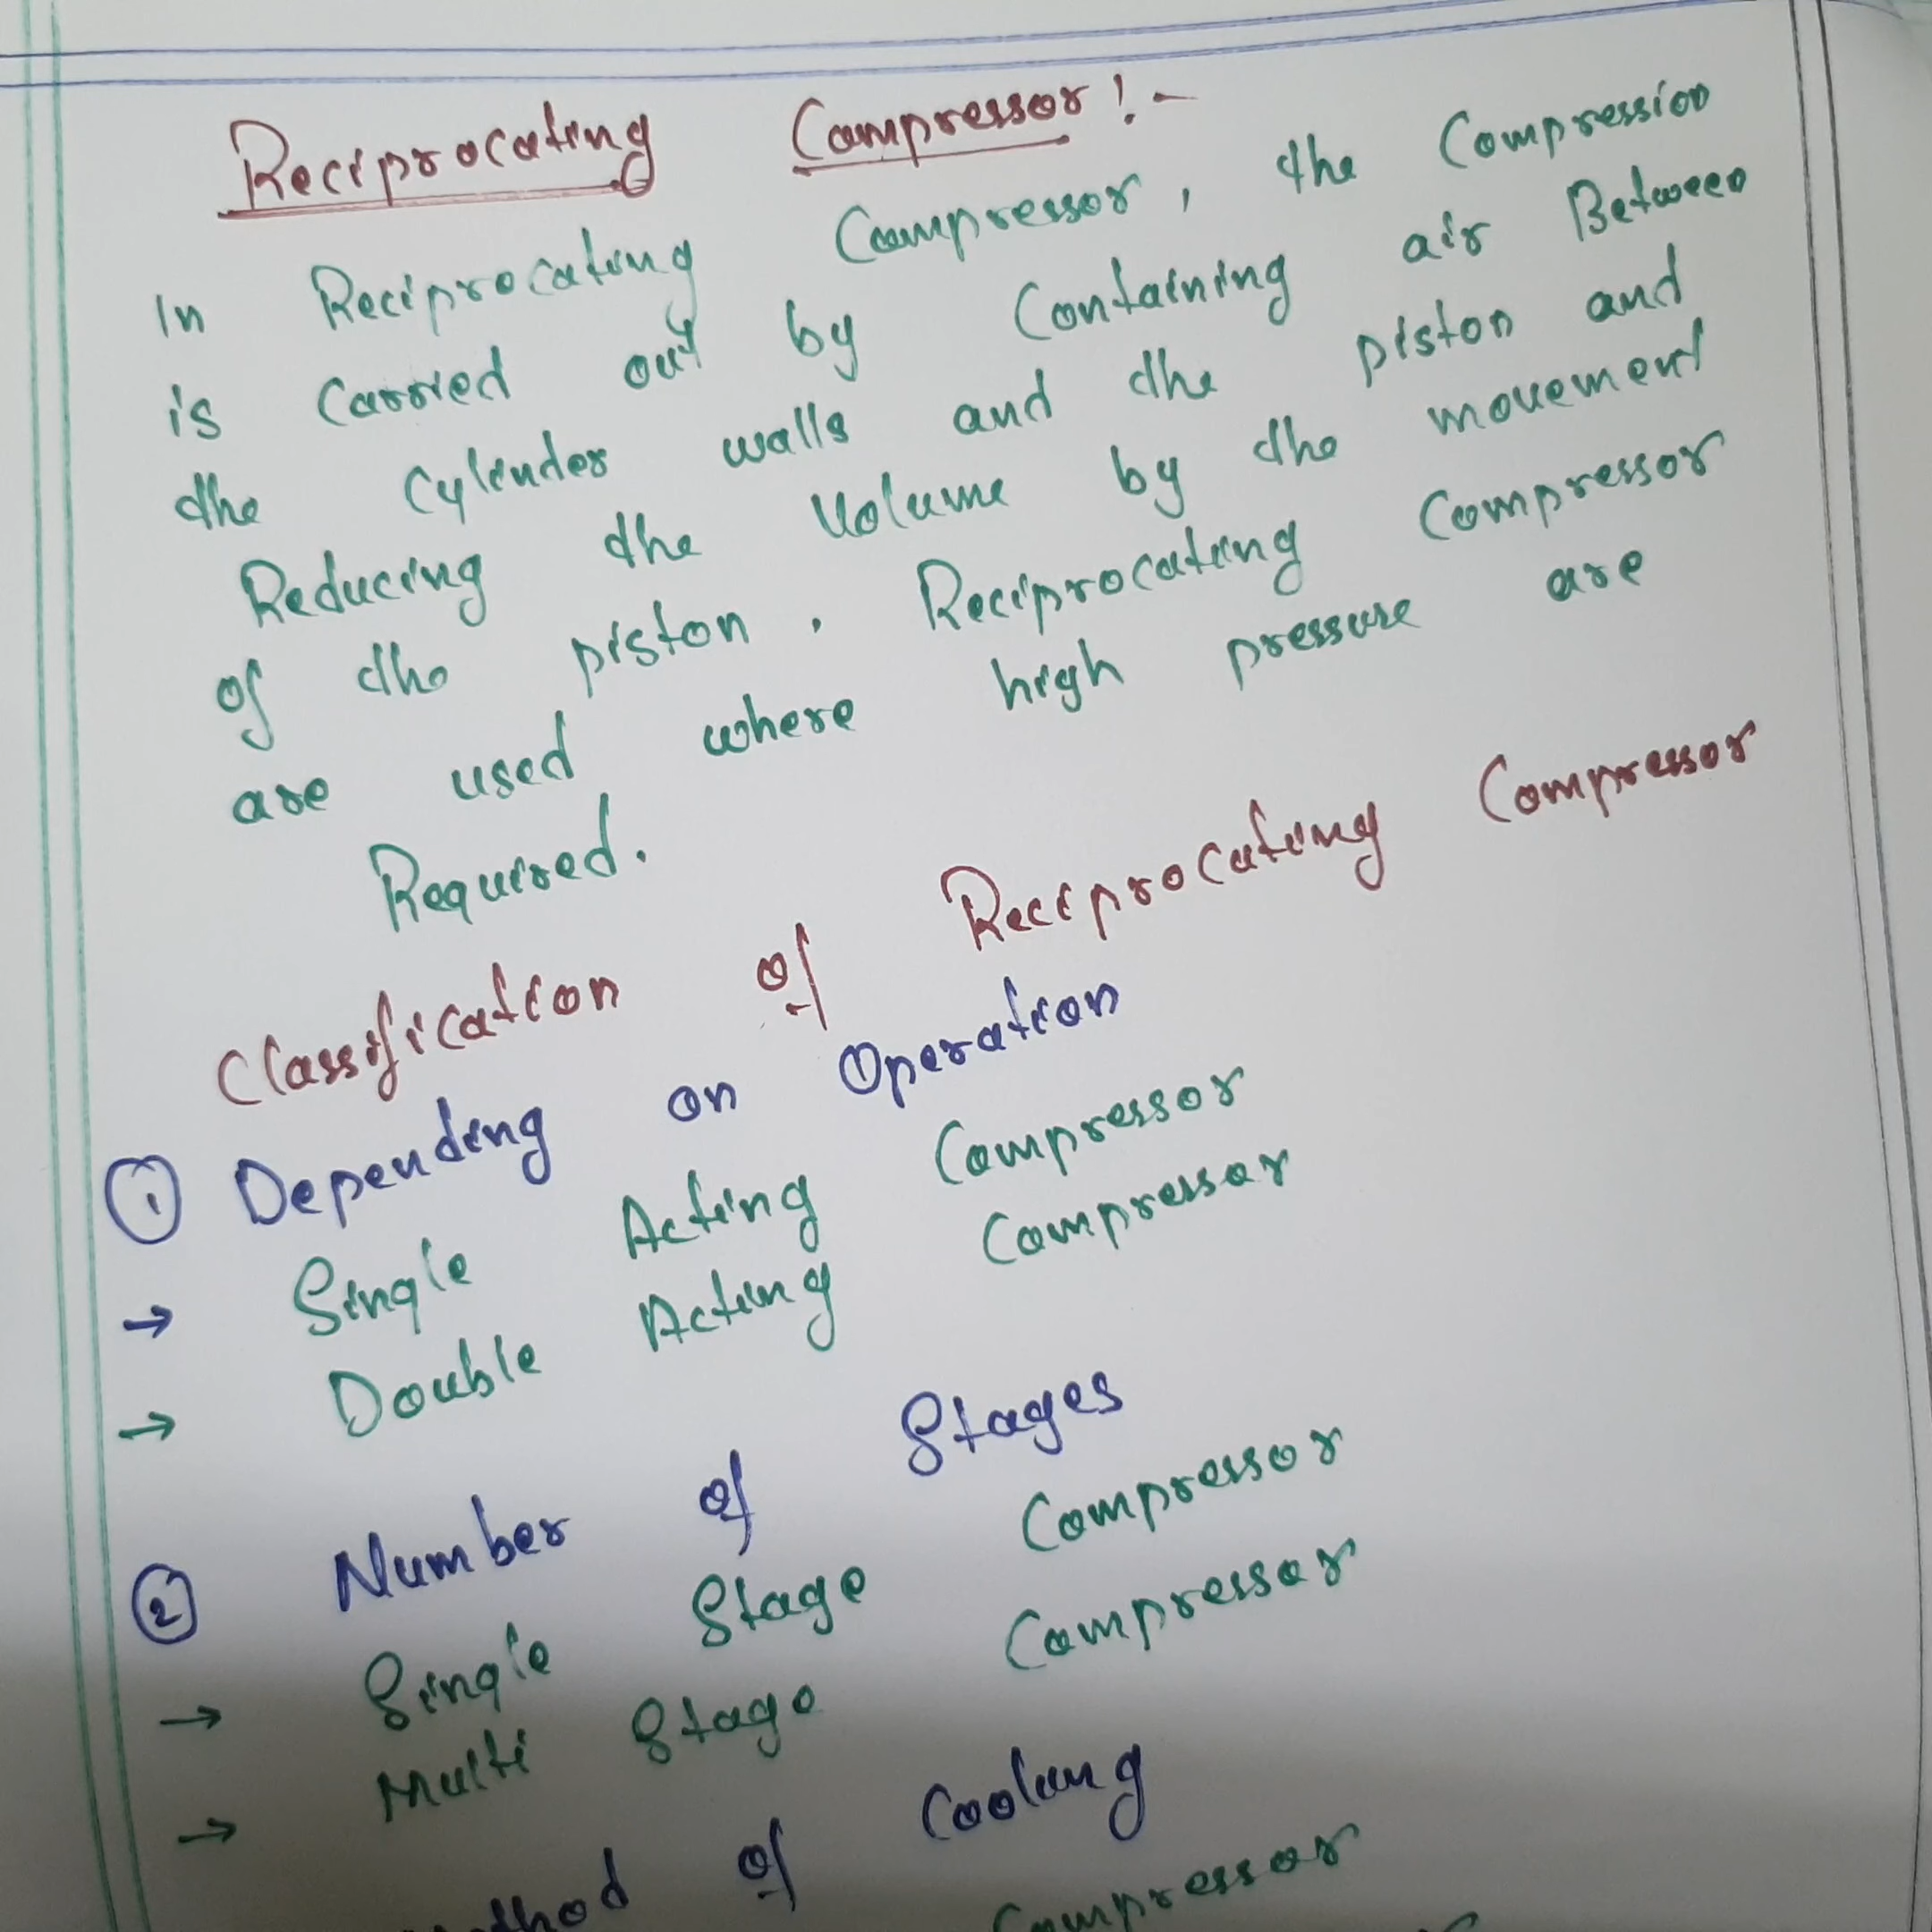 Reciprocating Compressor :-
In Reciprocating Compressor, the Compression
is Carried out by Containing air Between
the Cylinder walls and the piston and
Reducing the Volume by the movement
of the piston. Reciprocating Compressor
are used where high pressure are
Required.
Classification of Reciprocating Compressor
① Depending on Operation
→ Single Acting Compressor
→ Double Acting Compressor
② Number of Stages
→ Single Stage Compressor
→ Multi Stage Compressor
of Cooling
Compressor